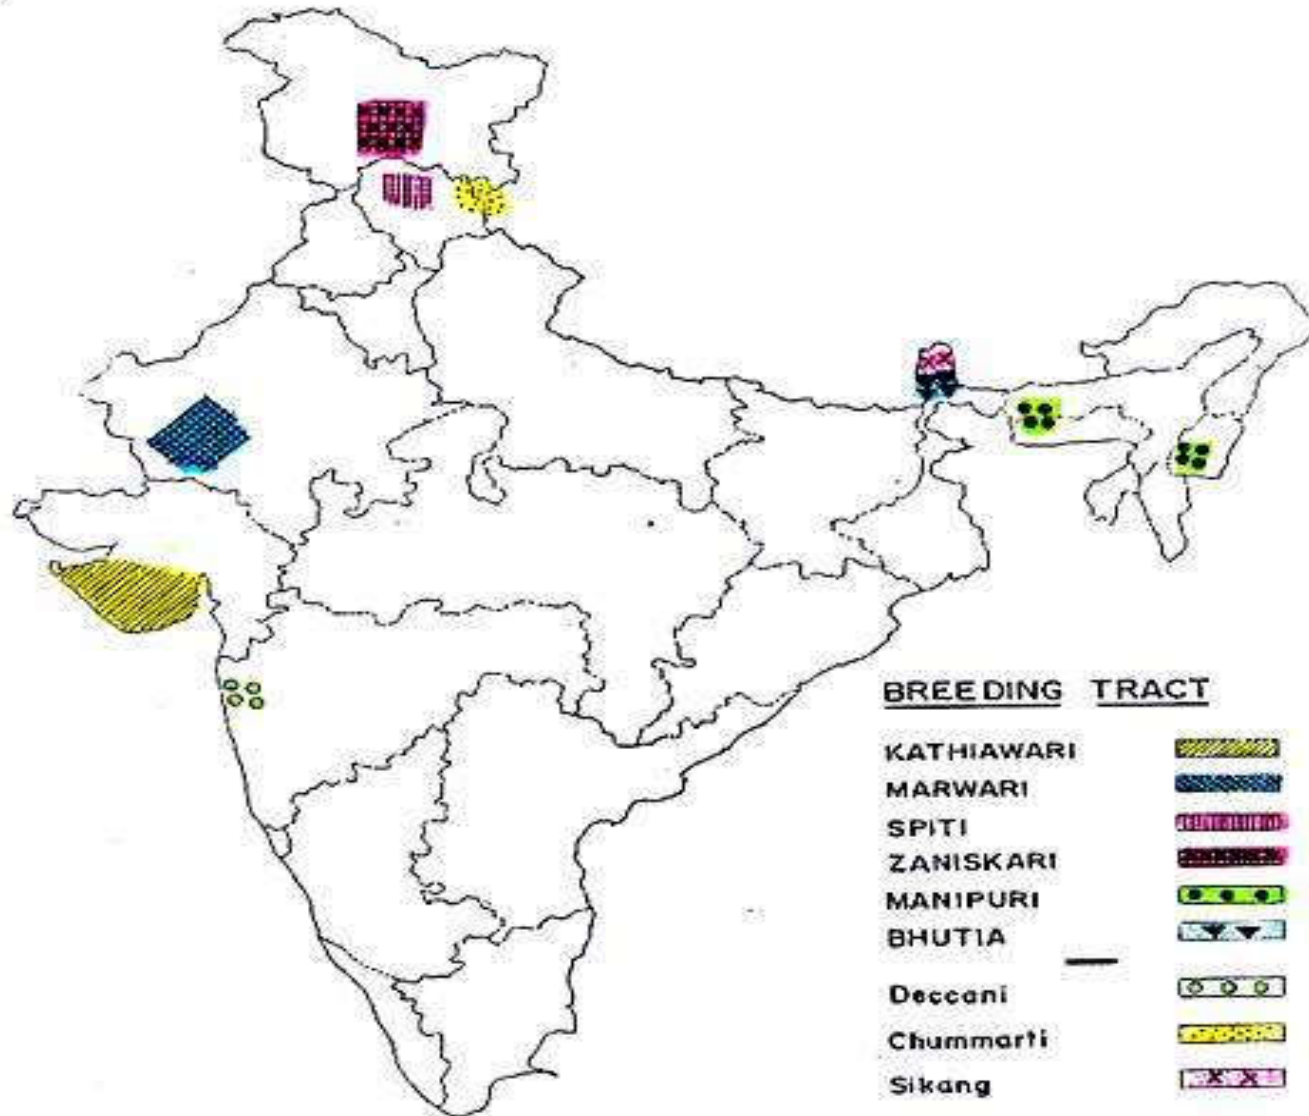 BREEDING TRACT
KATHIAWARI
MARWARI
SPITI
ZANISKARI
MANIPURI
BHUTIA
Deccani
Chummarti
Sikang